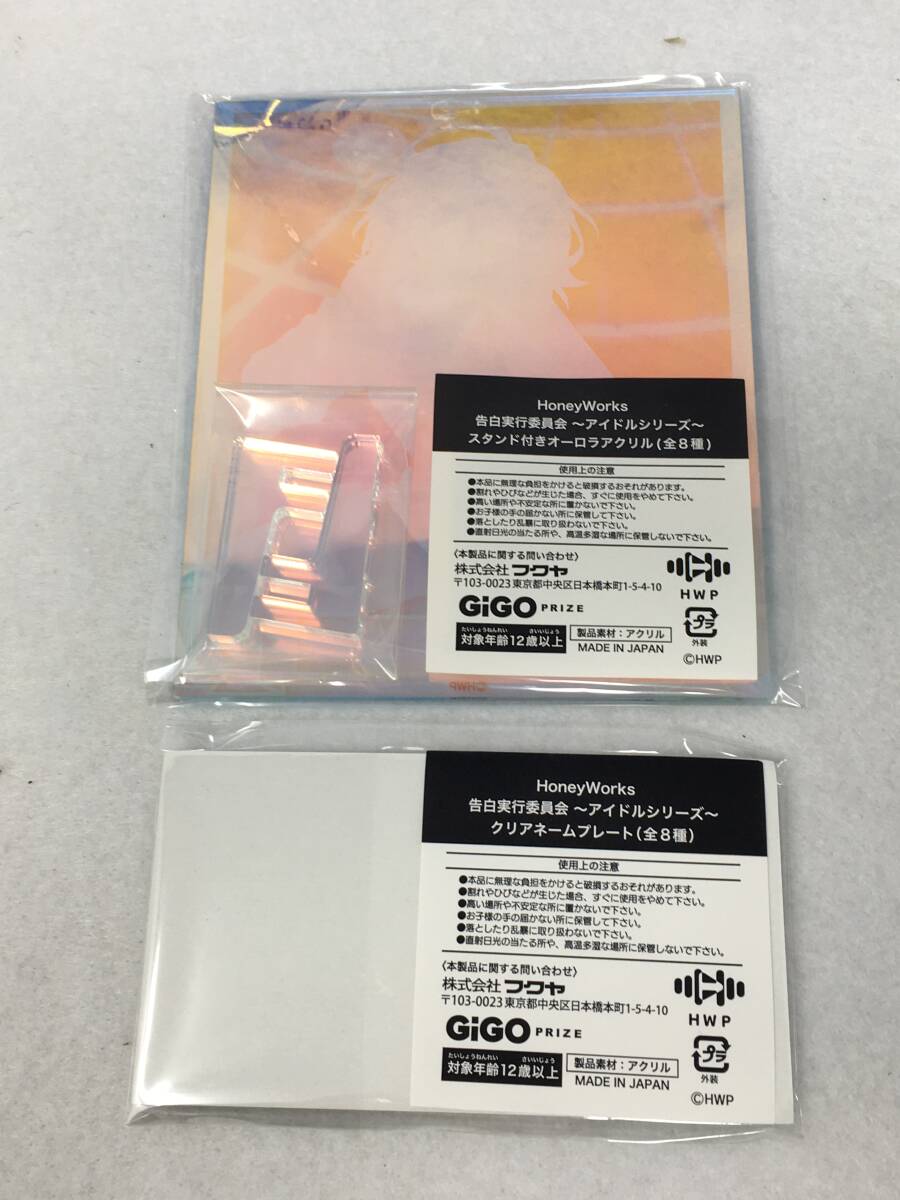 HoneyWorks
告白実行委員会 ～アイドルシリーズ～
スタンド付きオーロラアクリル(全8種)
使用上の注意
●本品に無理な負担をかけると破損するおそれがあります。
●割れやひびなどが生じた場合、すぐに使用をやめて下さい。
●高い場所や不安定な所に置かないで下さい。
●お子様の手の届かない所に保管して下さい。
●落としたり乱暴に取り扱わないで下さい。
●直射日光の当たる所や、高温多湿な場所に保管しないで下さい。
〈本製品に関する問い合わせ〉
株式会社 フクヤ
〒103-0023 東京都中央区日本橋本町1-5-4-10
HWP
GiGO PRIZE
プラ
外装
たいしょうねんれい さいいじょう
対象年齢12歳以上
製品素材：アクリル
MADE IN JAPAN
©HWP
©HWP
HoneyWorks
告白実行委員会 ～アイドルシリーズ～
クリアネームプレート(全8種)
使用上の注意
●本品に無理な負担をかけると破損するおそれがあります。
●割れやひびなどが生じた場合、すぐに使用をやめて下さい。
●高い場所や不安定な所に置かないで下さい。
●お子様の手の届かない所に保管して下さい。
●落としたり乱暴に取り扱わないで下さい。
●直射日光の当たる所や、高温多湿な場所に保管しないで下さい。
〈本製品に関する問い合わせ〉
株式会社 フクヤ
〒103-0023 東京都中央区日本橋本町1-5-4-10
HWP
GiGO PRIZE
プラ
外装
たいしょうねんれい さいいじょう
対象年齢12歳以上
製品素材：アクリル
MADE IN JAPAN
©HWP